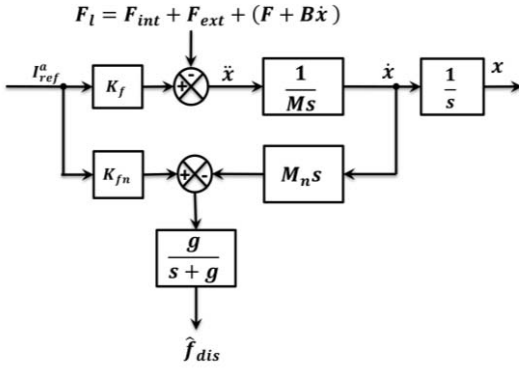 F_l = F_int + F_ext + (F + Bẋ)
I^a_ref
K_f
-
+
ẍ
1/Ms
ẋ
1/s
x
K_fn
+
-
M_n s
g/(s + g)
f̂_dis